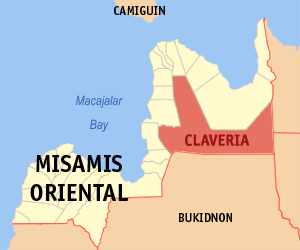 CAMIGUIN
Macajalar
Bay
CLAVERIA
MISAMIS
ORIENTAL
BUKIDNON